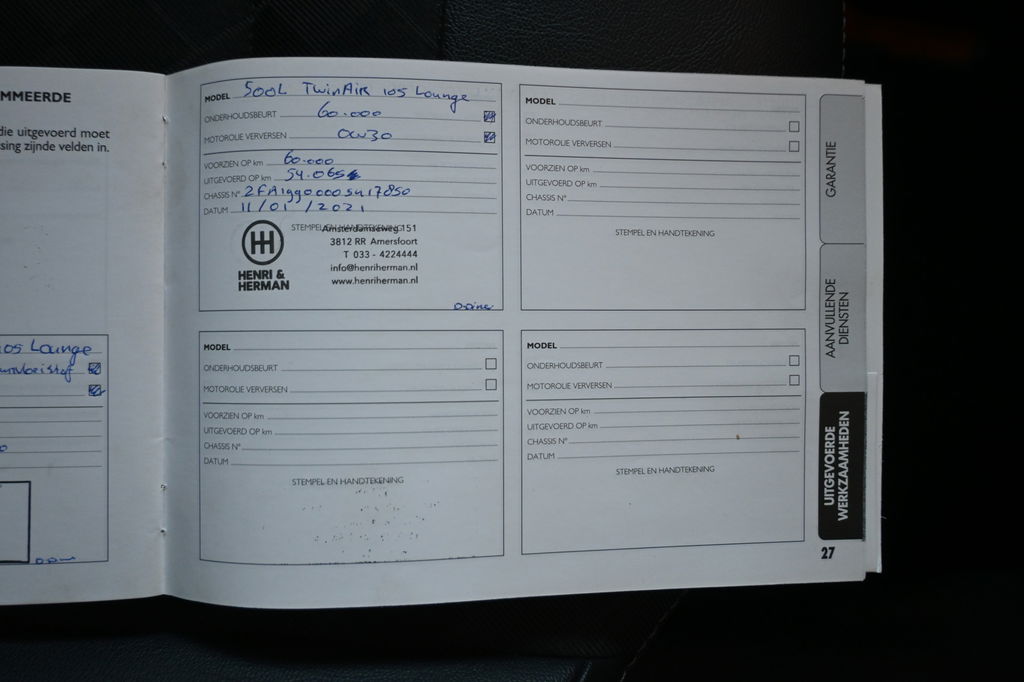 MMEERDE
die uitgevoerd moet
sing zijnde velden in.
105 Lounge
MODEL 500L TwinAIR 105 Lounge
ONDERHOUDSBEURT 60.000
MOTOROLIE VERVERSEN 0W30
VOORZIEN OP km 60.000
UITGEVOERD OP km 54.065
CHASSIS N° 2FA19900005417850
DATUM 11/01/2021
STEMPEL EN HANDTEKENING
Amsterdamseweg 151
3812 RR Amersfoort
T 033 - 4224444
info@henriherman.nl
www.henriherman.nl
HENRI &
HERMAN
MODEL
ONDERHOUDSBEURT
MOTOROLIE VERVERSEN
VOORZIEN OP km
UITGEVOERD OP km
CHASSIS N°
DATUM
STEMPEL EN HANDTEKENING
MODEL
ONDERHOUDSBEURT
MOTOROLIE VERVERSEN
VOORZIEN OP km
UITGEVOERD OP km
CHASSIS N°
DATUM
STEMPEL EN HANDTEKENING
MODEL
ONDERHOUDSBEURT
MOTOROLIE VERVERSEN
VOORZIEN OP km
UITGEVOERD OP km
CHASSIS N°
DATUM
STEMPEL EN HANDTEKENING
GARANTIE
AANVULLENDE
DIENSTEN
UITGEVOERDE
WERKZAAMHEDEN
27